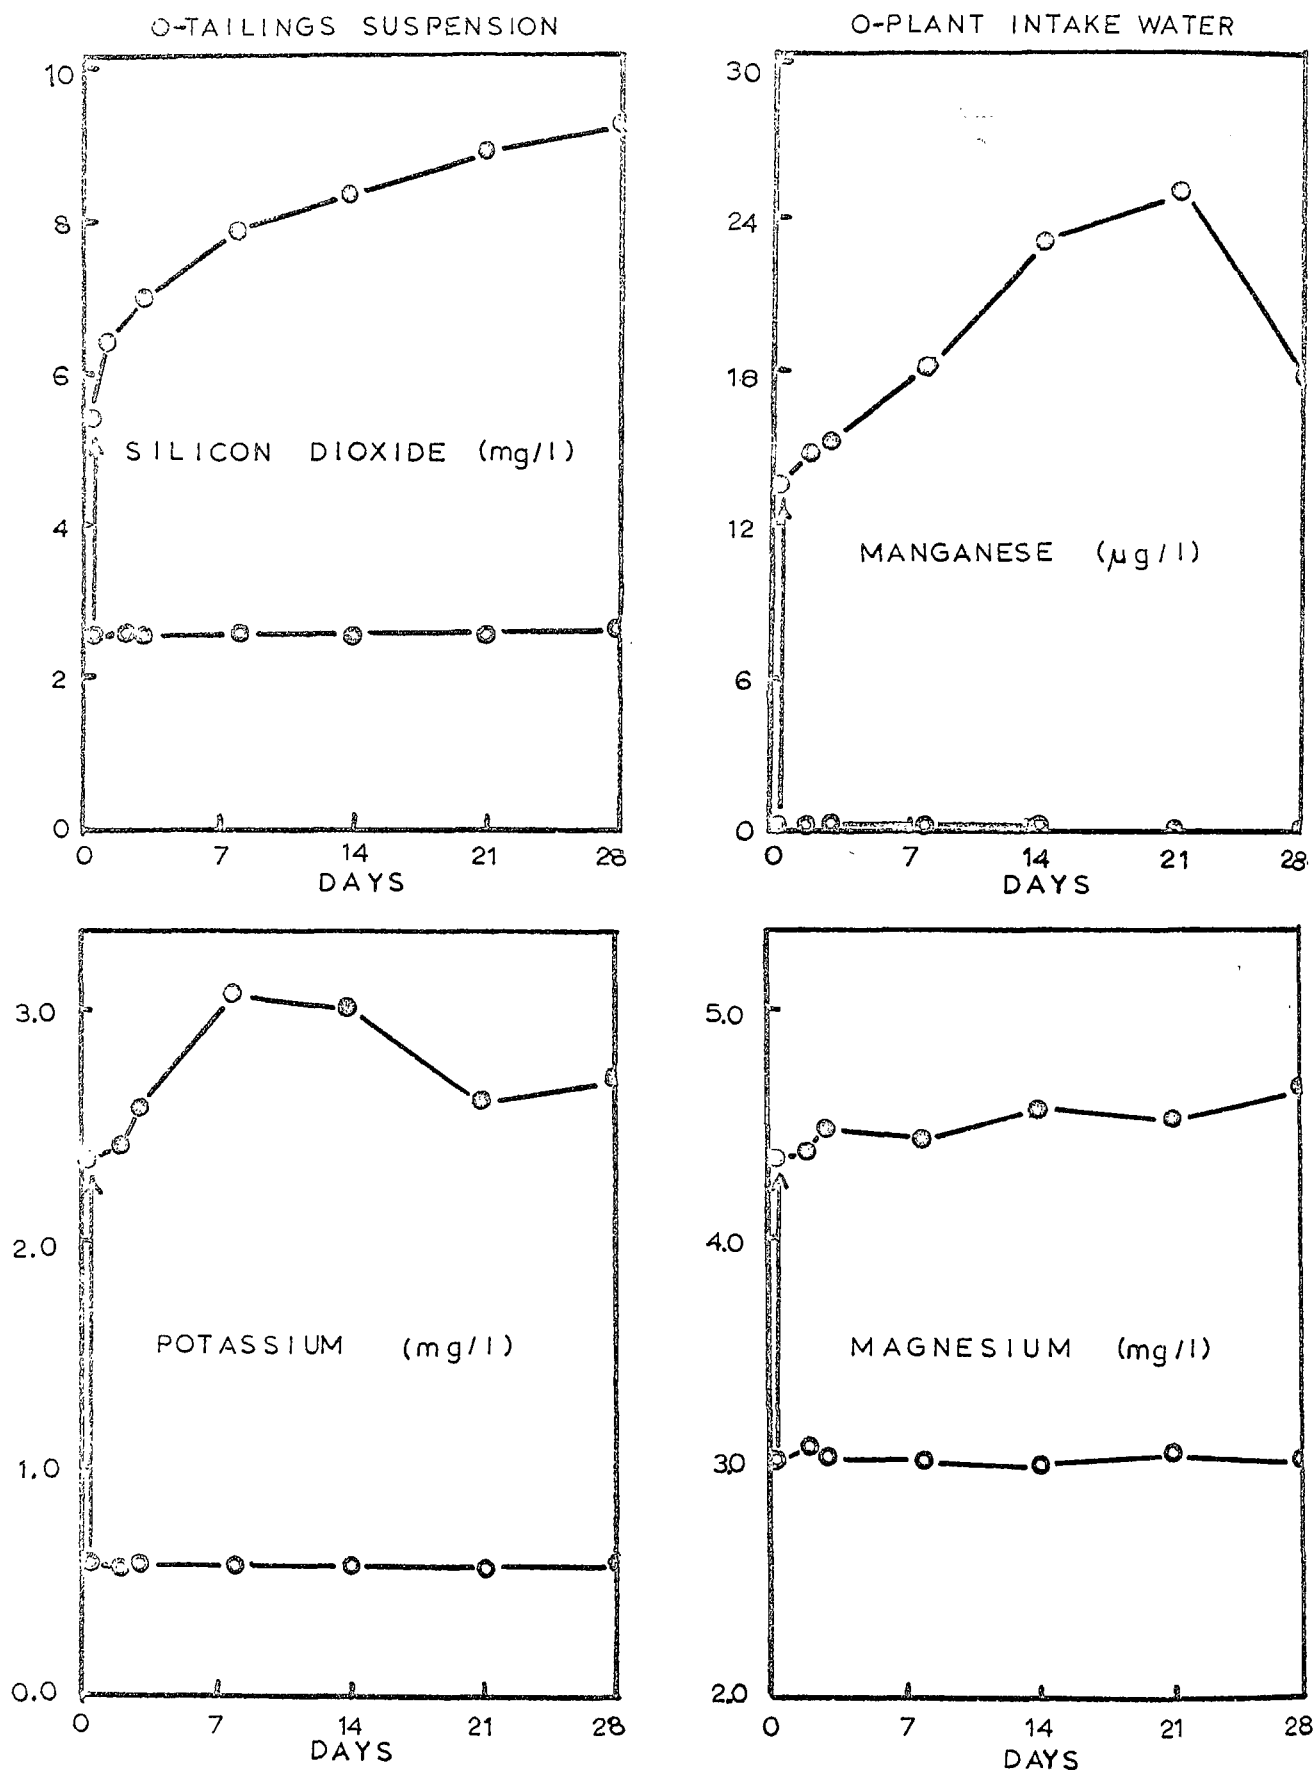 O-TAILINGS SUSPENSION
O-PLANT INTAKE WATER
10
8
6
4
2
0
SILICON DIOXIDE (mg/l)
0 7 14 21 28
DAYS
30
24
18
12
6
0
MANGANESE (µg/l)
0 7 14 21 28
DAYS
3.0
2.0
1.0
0.0
POTASSIUM (mg/l)
0 7 14 21 28
DAYS
5.0
4.0
3.0
2.0
MAGNESIUM (mg/l)
0 7 14 21 28
DAYS